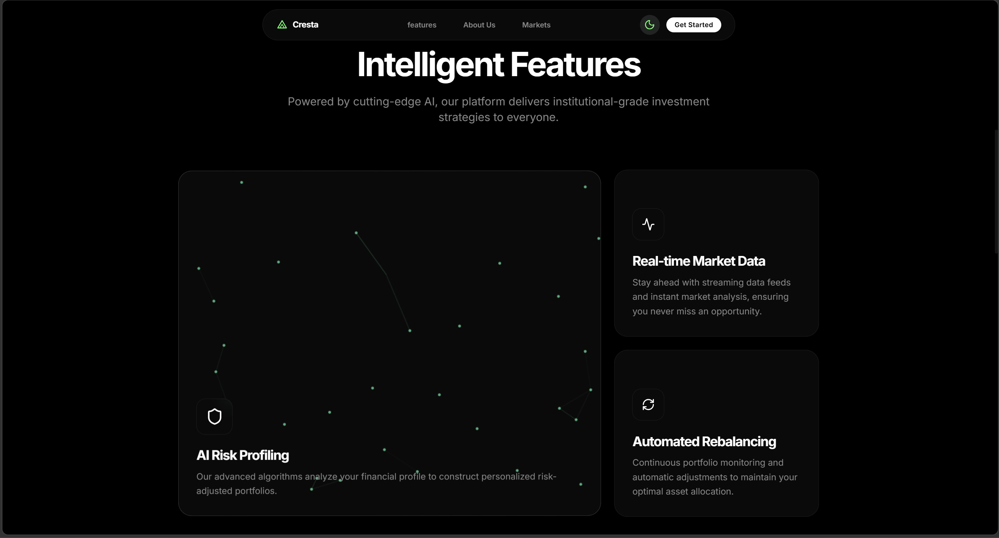 Cresta
features
About Us
Markets
Get Started
Intelligent Features
Powered by cutting-edge AI, our platform delivers institutional-grade investment
strategies to everyone.
AI Risk Profiling
Our advanced algorithms analyze your financial profile to construct personalized risk-
adjusted portfolios.
Real-time Market Data
Stay ahead with streaming data feeds
and instant market analysis, ensuring
you never miss an opportunity.
Automated Rebalancing
Continuous portfolio monitoring and
automatic adjustments to maintain your
optimal asset allocation.